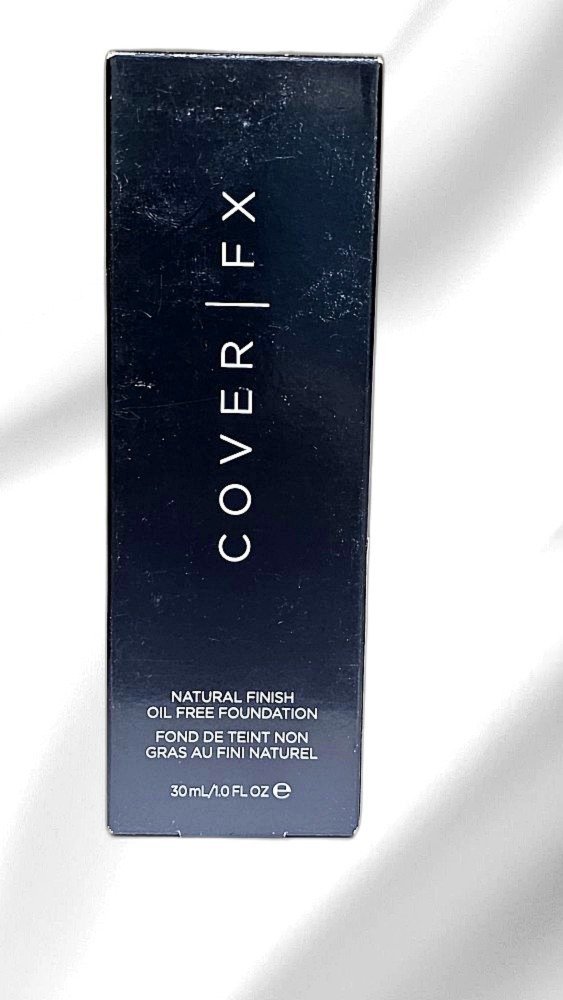 COVER | FX
NATURAL FINISH
OIL FREE FOUNDATION
FOND DE TEINT NON
GRAS AU FINI NATUREL
30 mL/1.0 FL OZ ℮